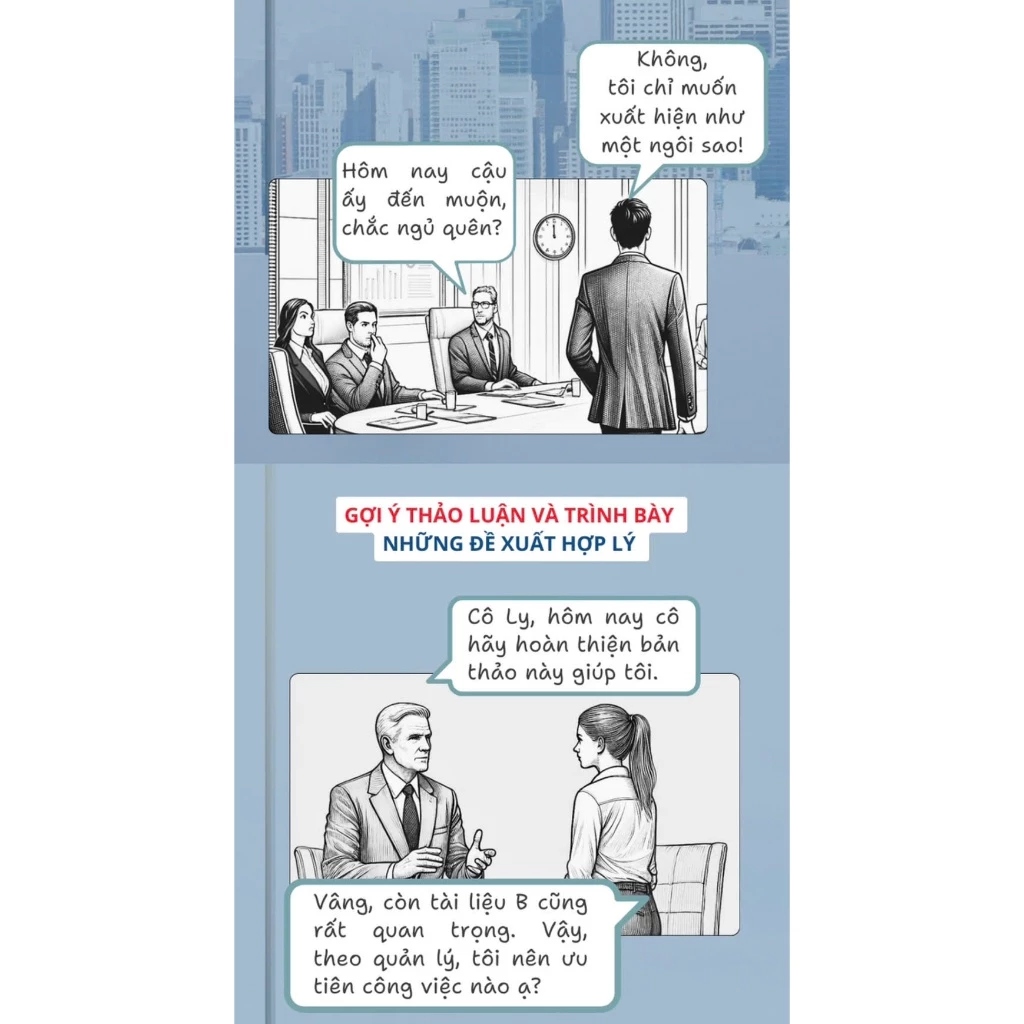 Không,
tôi chỉ muốn
xuất hiện như
một ngôi sao!
Hôm nay cậu
ấy đến muộn,
chắc ngủ quên?
GỢI Ý THẢO LUẬN VÀ TRÌNH BÀY
NHỮNG ĐỀ XUẤT HỢP LÝ
Cô Ly, hôm nay cô
hãy hoàn thiện bản
thảo này giúp tôi.
Vâng, còn tài liệu B cũng
rất quan trọng. Vậy,
theo quản lý, tôi nên ưu
tiên công việc nào ạ?